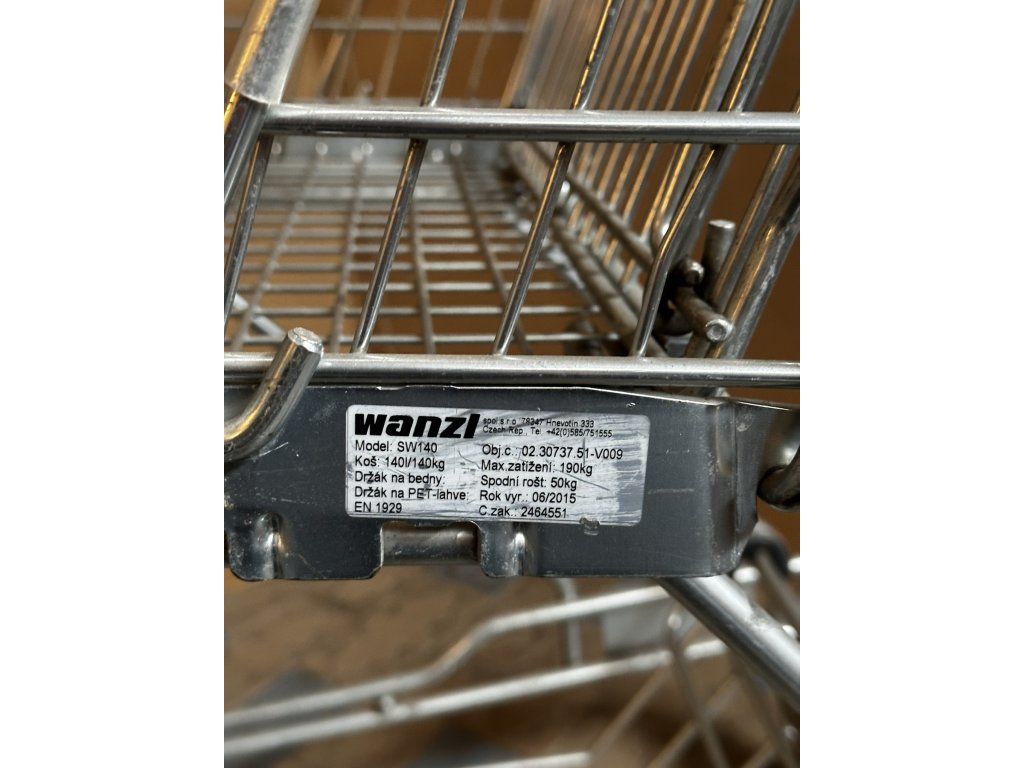 wanzl spol. s r.o. 78347 Hnevotín 333
Czech Rep., Tel +42(0)585/751555
Model: SW140 Obj.c.: 02.30737.51-V009
Koš: 140l/140kg Max.zatížení: 190kg
Držák na bedny: Spodní rošt: 50kg
Držák na PET-lahve: Rok vyr.: 06/2015
EN 1929 C.zak.: 2464551